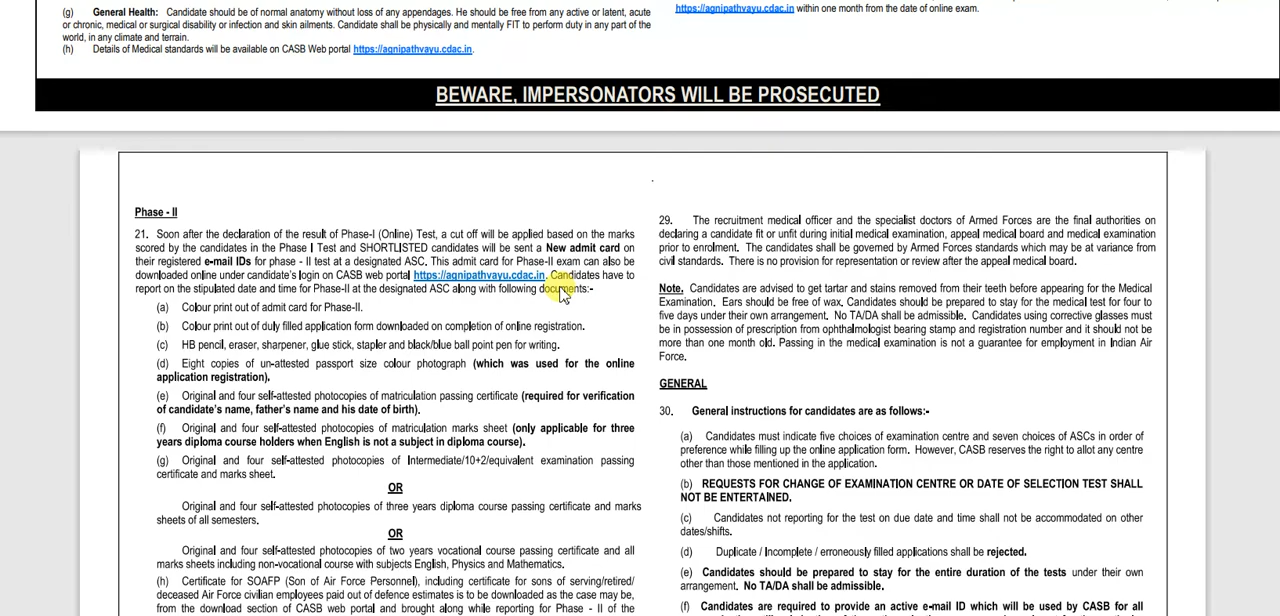 (g) General Health: Candidate should be of normal anatomy without loss of any appendages. He should be free from any active or latent, acute
or chronic, medical or surgical disability or infection and skin ailments. Candidate shall be physically and mentally FIT to perform duty in any part of the
world, in any climate and terrain.
(h) Details of Medical standards will be available on CASB Web portal https://agnipathvayu.cdac.in.
https://agnipathvayu.cdac.in within one month from the date of online exam.
BEWARE, IMPERSONATORS WILL BE PROSECUTED
Phase - II
21. Soon after the declaration of the result of Phase-I (Online) Test, a cut off will be applied based on the marks
scored by the candidates in the Phase I Test and SHORTLISTED candidates will be sent a New admit card on
their registered e-mail IDs for phase - II test at a designated ASC. This admit card for Phase-II exam can also be
downloaded online under candidate's login on CASB web portal https://agnipathvayu.cdac.in. Candidates have to
report on the stipulated date and time for Phase-II at the designated ASC along with following documents:-
(a) Colour print out of admit card for Phase-II.
(b) Colour print out of duly filled application form downloaded on completion of online registration.
(c) HB pencil, eraser, sharpener, glue stick, stapler and black/blue ball point pen for writing.
(d) Eight copies of un-attested passport size colour photograph (which was used for the online
application registration).
(e) Original and four self-attested photocopies of matriculation passing certificate (required for verification
of candidate's name, father's name and his date of birth).
(f) Original and four self-attested photocopies of matriculation marks sheet (only applicable for three
years diploma course holders when English is not a subject in diploma course).
(g) Original and four self-attested photocopies of Intermediate/10+2/equivalent examination passing
certificate and marks sheet.
OR
Original and four self-attested photocopies of three years diploma course passing certificate and marks
sheets of all semesters.
OR
Original and four self-attested photocopies of two years vocational course passing certificate and all
marks sheets including non-vocational course with subjects English, Physics and Mathematics.
(h) Certificate for SOAFP (Son of Air Force Personnel), including certificate for sons of serving/retired/
deceased Air Force civilian employees paid out of defence estimates is to be downloaded as the case may be,
from the download section of CASB web portal and brought along while reporting for Phase - II of the
29. The recruitment medical officer and the specialist doctors of Armed Forces are the final authorities on
declaring a candidate fit or unfit during initial medical examination, appeal medical board and medical examination
prior to enrolment. The candidates shall be governed by Armed Forces standards which may be at variance from
civil standards. There is no provision for representation or review after the appeal medical board.
Note. Candidates are advised to get tartar and stains removed from their teeth before appearing for the Medical
Examination. Ears should be free of wax. Candidates should be prepared to stay for the medical test for four to
five days under their own arrangement. No TA/DA shall be admissible. Candidates using corrective glasses must
be in possession of prescription from ophthalmologist bearing stamp and registration number and it should not be
more than one month old. Passing in the medical examination is not a guarantee for employment in Indian Air
Force.
GENERAL
30. General instructions for candidates are as follows:-
(a) Candidates must indicate five choices of examination centre and seven choices of ASCs in order of
preference while filling up the online application form. However, CASB reserves the right to allot any centre
other than those mentioned in the application.
(b) REQUESTS FOR CHANGE OF EXAMINATION CENTRE OR DATE OF SELECTION TEST SHALL
NOT BE ENTERTAINED.
(c) Candidates not reporting for the test on due date and time shall not be accommodated on other
dates/shifts.
(d) Duplicate / Incomplete / erroneously filled applications shall be rejected.
(e) Candidates should be prepared to stay for the entire duration of the tests under their own
arrangement. No TA/DA shall be admissible.
(f) Candidates are required to provide an active e-mail ID which will be used by CASB for all